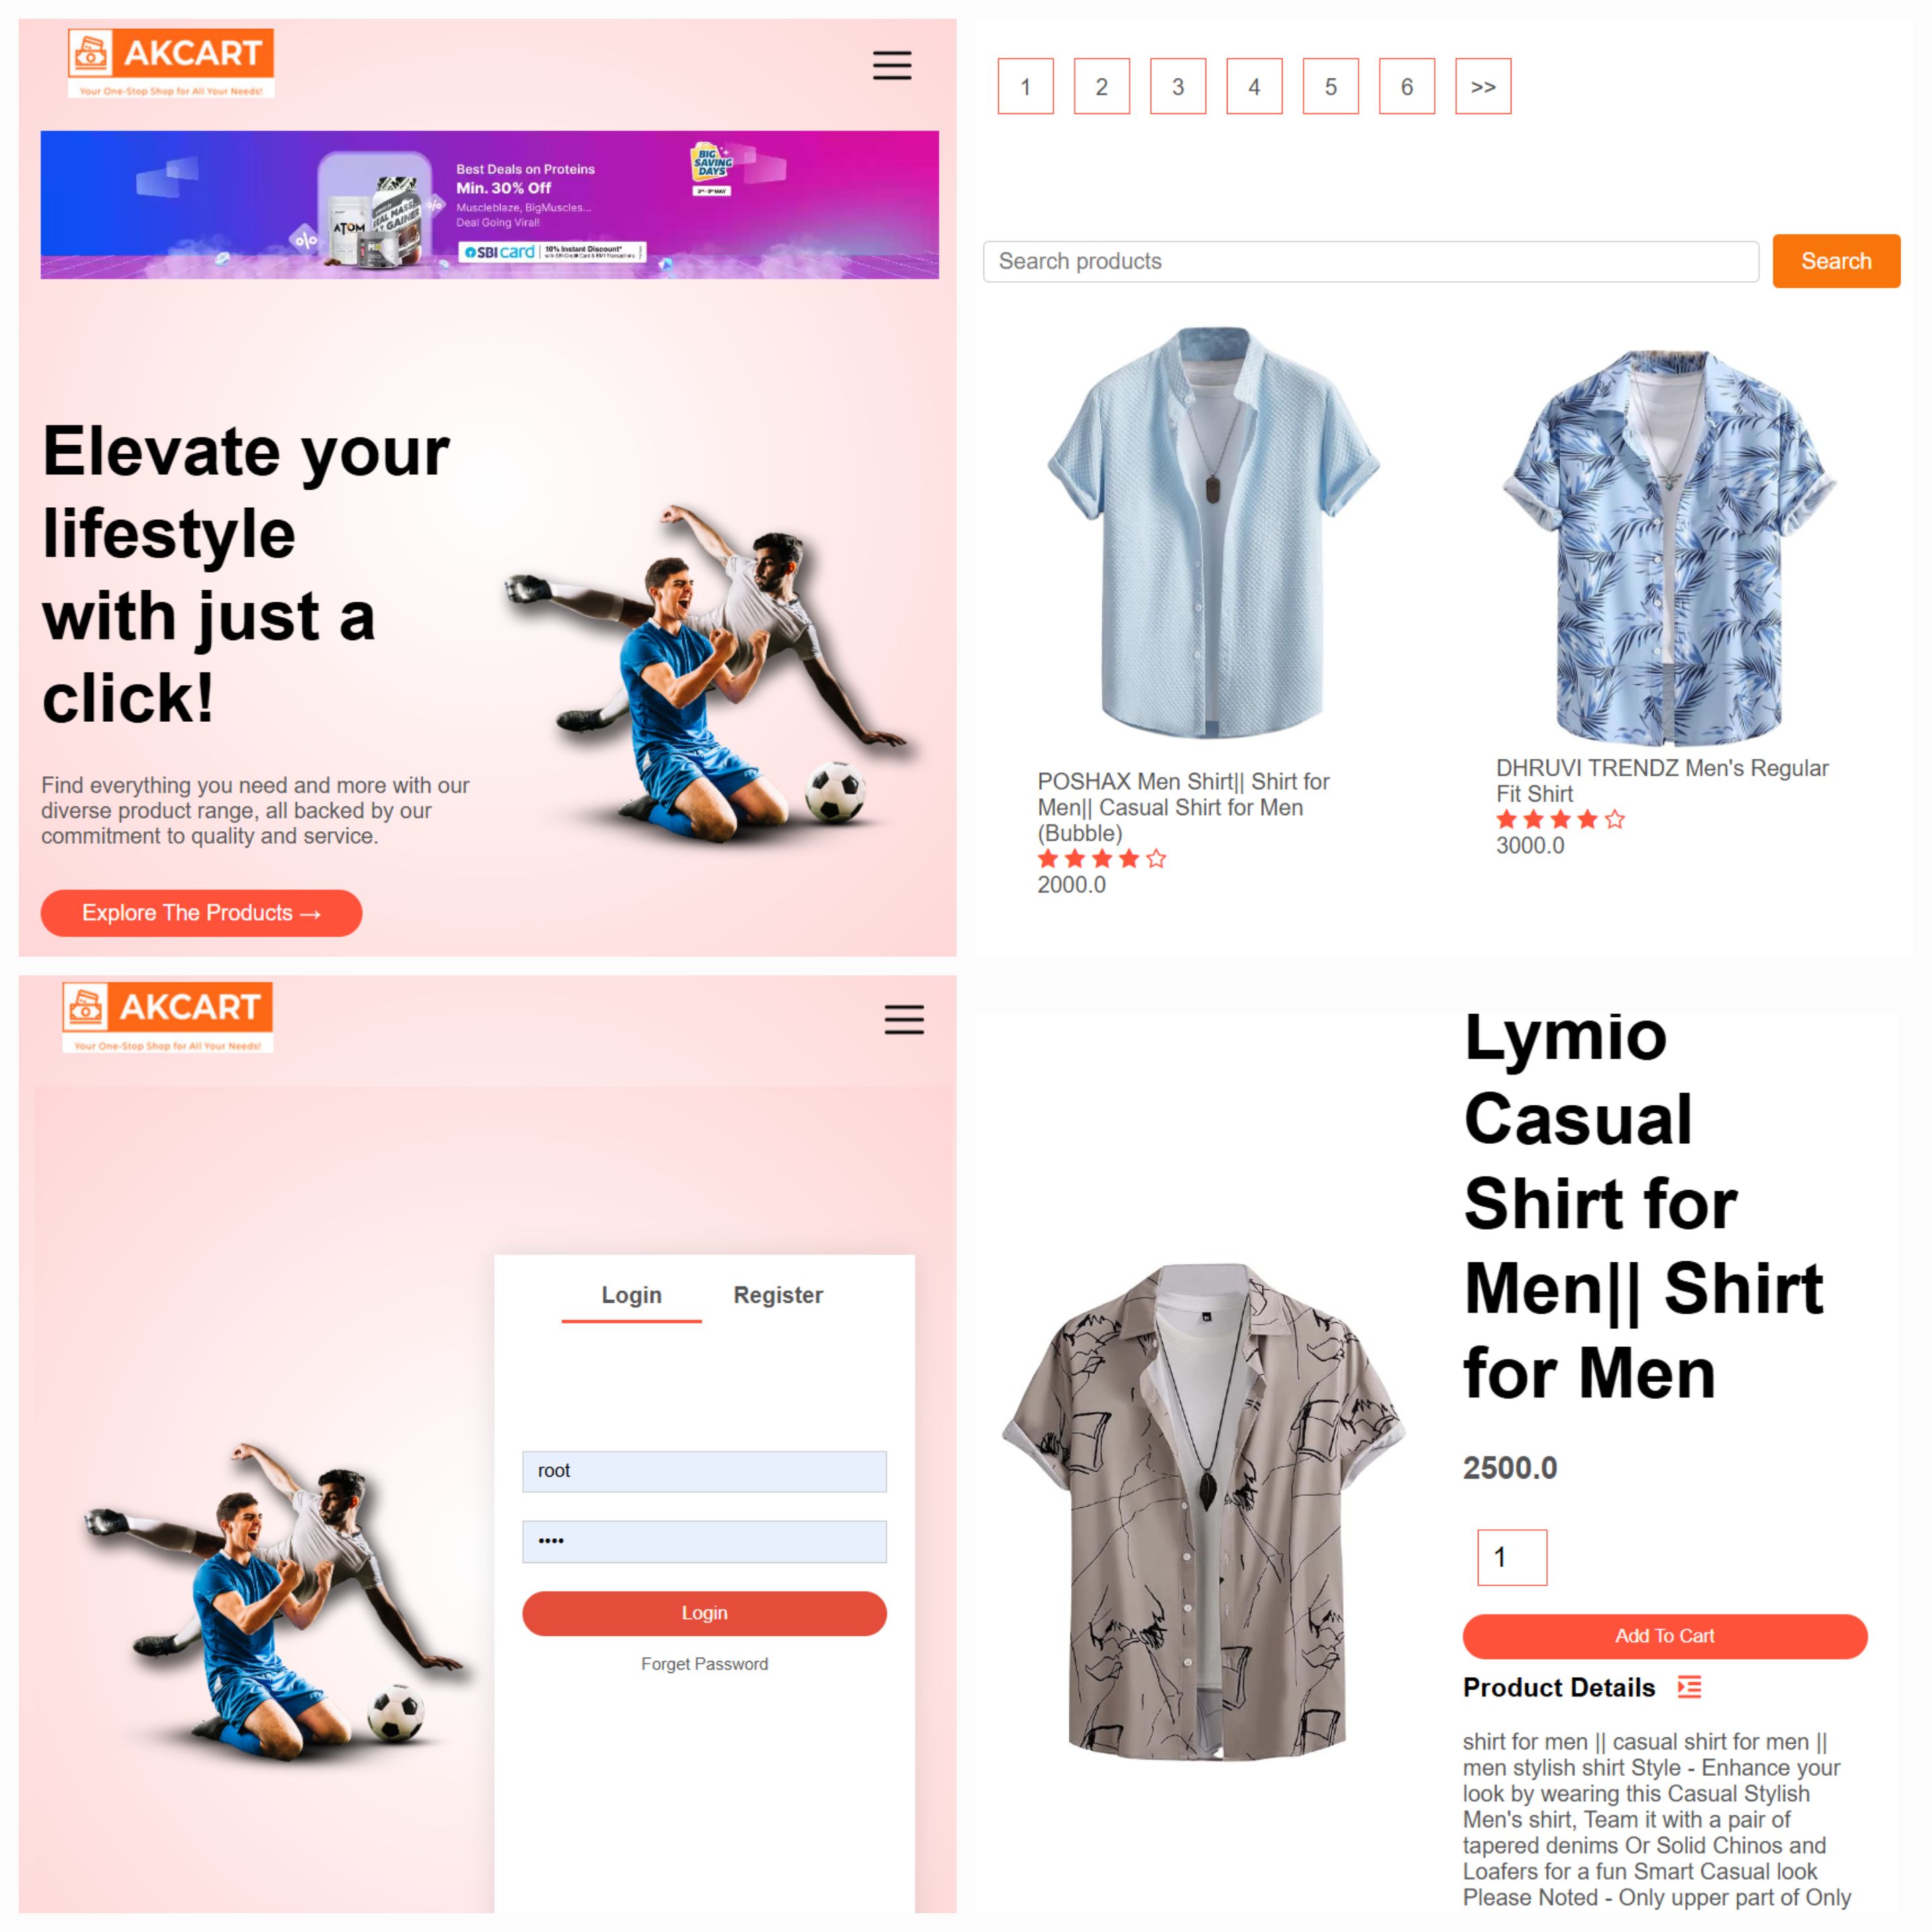 AKCART
Your One-Stop Shop for All Your Needs!
Best Deals on Proteins
Min. 30% Off
Muscleblaze, BigMuscles...
Deal Going Viral!
SBI card
10% Instant Discount*
with SBI Credit Card & EMI Transactions
BIG
SAVING
DAYS
ATOM
GAINER
Elevate your
lifestyle
with just a
click!
Find everything you need and more with our
diverse product range, all backed by our
commitment to quality and service.
Explore The Products →
1 2 3 4 5 6 >>
Search products Search
POSHAX Men Shirt|| Shirt for
Men|| Casual Shirt for Men
(Bubble)
2000.0
DHRUVI TRENDZ Men's Regular
Fit Shirt
3000.0
AKCART
Your One-Stop Shop for All Your Needs!
Login Register
root
••••
Login
Forget Password
Lymio
Casual
Shirt for
Men|| Shirt
for Men
2500.0
1
Add To Cart
Product Details
shirt for men || casual shirt for men ||
men stylish shirt Style - Enhance your
look by wearing this Casual Stylish
Men's shirt, Team it with a pair of
tapered denims Or Solid Chinos and
Loafers for a fun Smart Casual look
Please Noted - Only upper part of Only